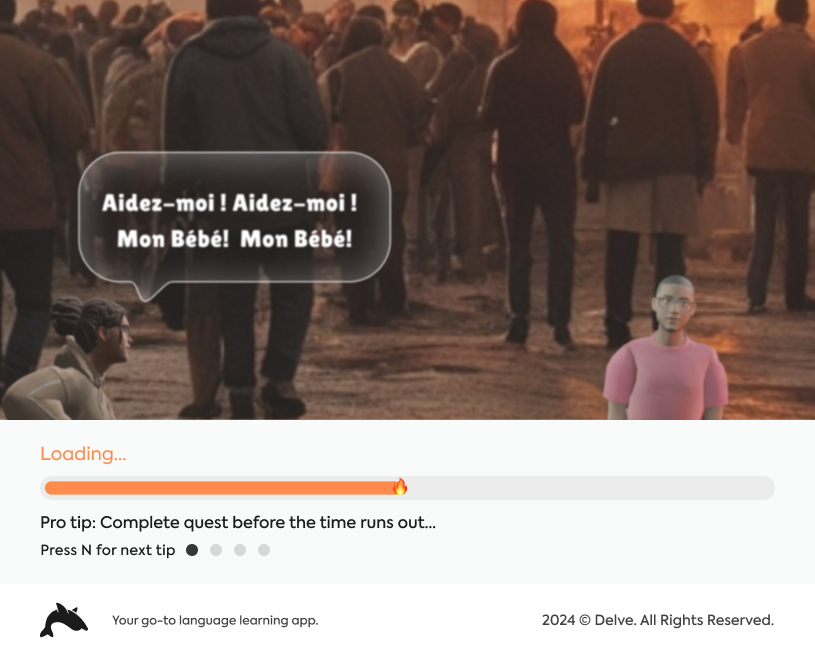 Aidez-moi ! Aidez-moi !
Mon Bébé! Mon Bébé!
Loading...
Pro tip: Complete quest before the time runs out...
Press N for next tip
Your go-to language learning app.
2024 © Delve. All Rights Reserved.